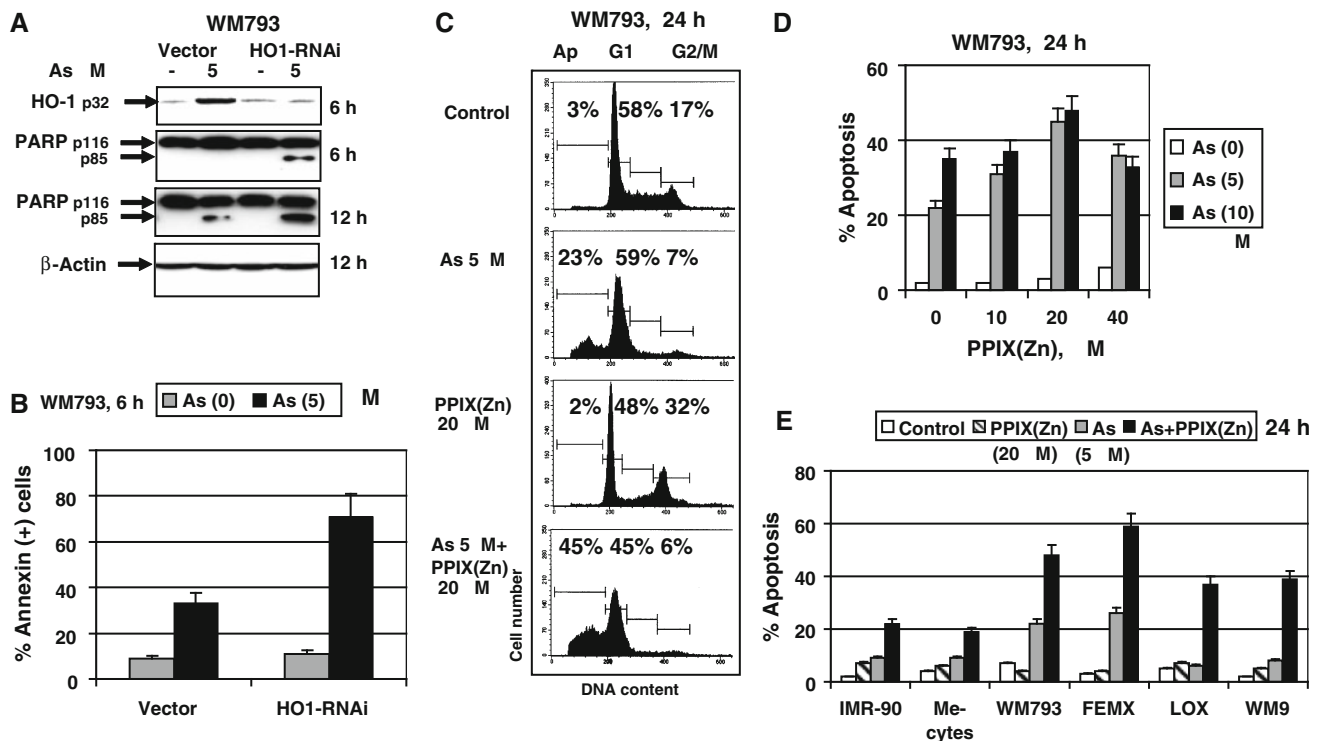 A
WM793
Vector HO1-RNAi
As M - 5 - 5
HO-1 p32 6 h
PARP p116
p85 6 h
PARP p116
p85 12 h
β-Actin 12 h
B WM793, 6 h As (0) As (5) M
% Annexin (+) cells
100
80
60
40
20
0
Vector HO1-RNAi
C WM793, 24 h
Ap G1 G2/M
Control 3% 58% 17%
As 5 M 23% 59% 7%
PPIX(Zn)
20 M
2% 48% 32%
As 5 M+
PPIX(Zn)
20 M
45% 45% 6%
Cell number
0 200 400 600
DNA content
D
WM793, 24 h
% Apoptosis
60
40
20
0
0 10 20 40
PPIX(Zn), M
As (0)
As (5)
As (10)
M
E
Control PPIX(Zn) As As+PPIX(Zn) 24 h
(20 M) (5 M)
% Apoptosis
80
60
40
20
0
IMR-90 Me- WM793 FEMX LOX WM9
cytes